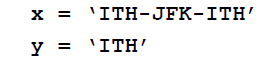 x = ‘ITH-JFK-ITH’
y = ‘ITH’